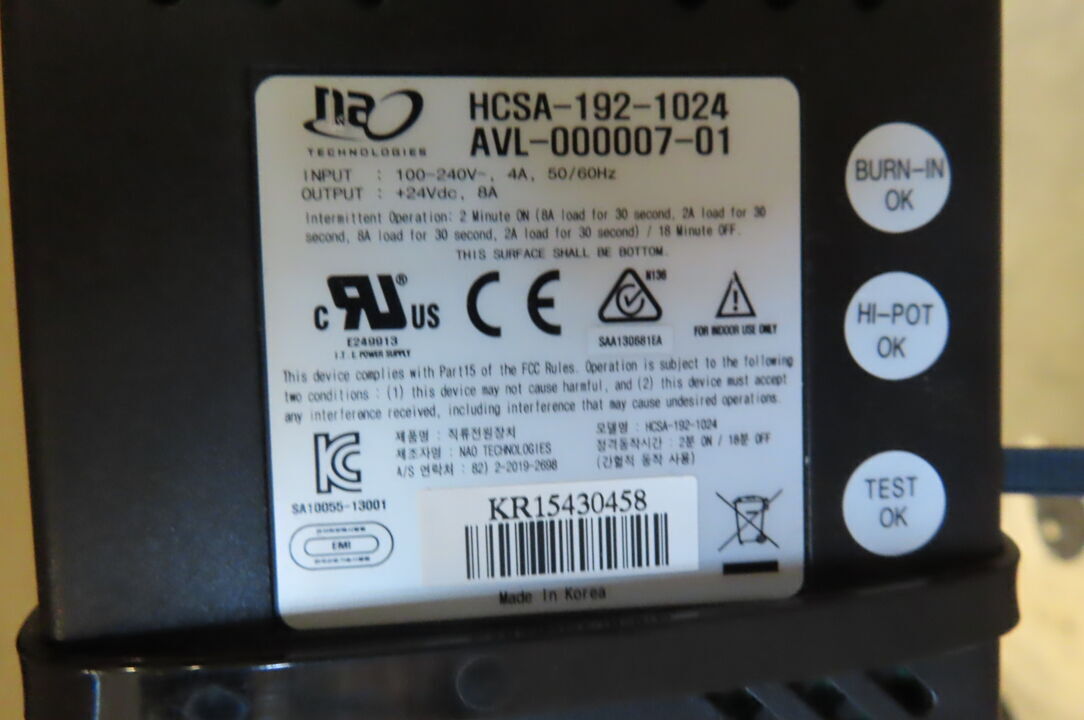 nao
TECHNOLOGIES
HCSA-192-1024
AVL-000007-01
INPUT : 100-240V~, 4A, 50/60Hz
OUTPUT : +24Vdc, 8A
Intermittent Operation: 2 Minute ON (8A load for 30 second, 2A load for 30
second, 8A load for 30 second, 2A load for 30 second) / 18 Minute OFF.
THIS SURFACE SHALL BE BOTTOM.
C RU ® US
E249913
I.T.E POWER SUPPLY
CE
N136
SAA130681EA
FOR INDOOR USE ONLY
This device complies with Part15 of the FCC Rules. Operation is subject to the following
two conditions : (1) this device may not cause harmful, and (2) this device must accept
any interference received, including interference that may cause undesired operations.
제품명 : 직류전원장치
제조자명 : NAO TECHNOLOGIES
A/S 연락처 : 82) 2-2019-2698
모델명 : HCSA-192-1024
정격동작시간 : 2분 ON / 18분 OFF
(간헐적 동작 사용)
SA10055-13001
EMI
KR15430458
Made In Korea
BURN-IN
OK
HI-POT
OK
TEST
OK